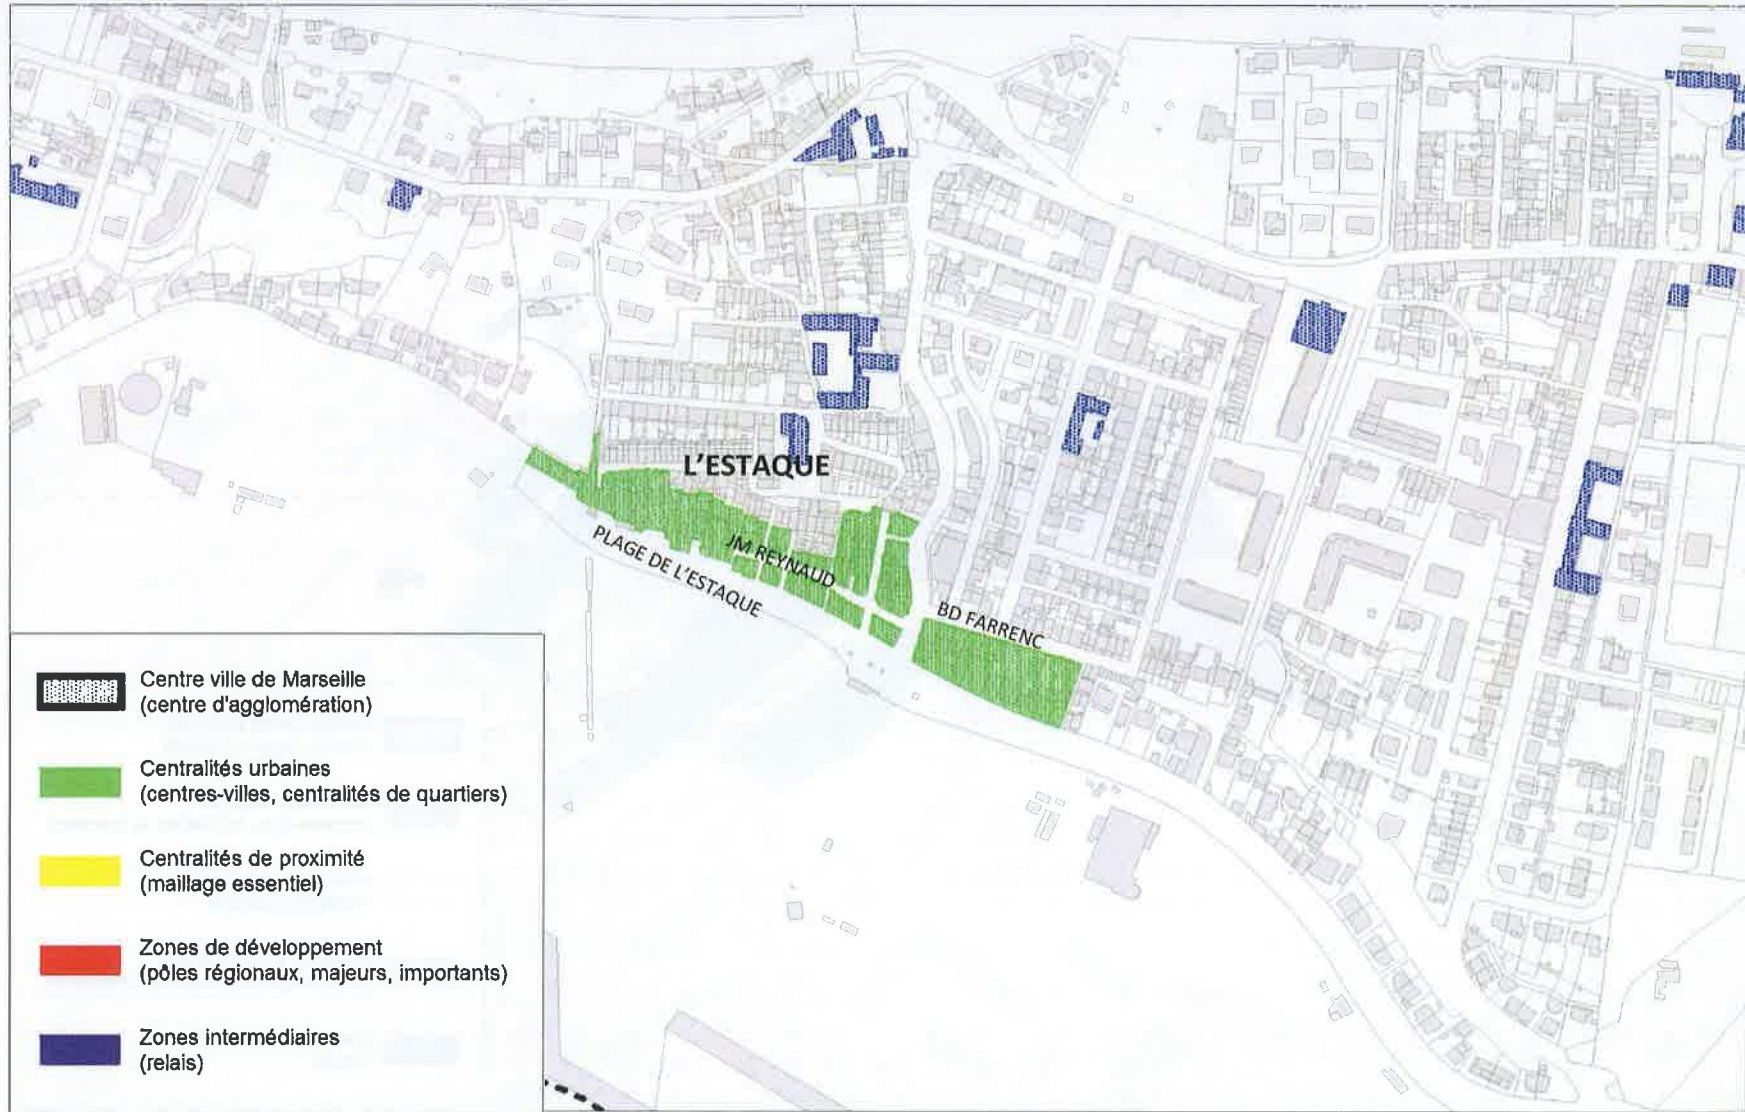 L'ESTAQUE
JM REYNAUD
PLAGE DE L'ESTAQUE
BD FARRENC
Centre ville de Marseille
(centre d'agglomération)
Centralités urbaines
(centres-villes, centralités de quartiers)
Centralités de proximité
(maillage essentiel)
Zones de développement
(pôles régionaux, majeurs, importants)
Zones intermédiaires
(relais)